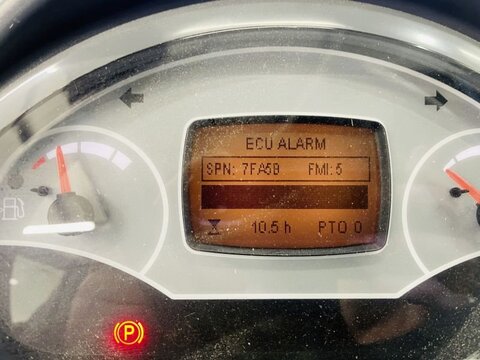 ECU ALARM
SPN: 7FA5B FMI: 5
10.5 h PTO 0
P